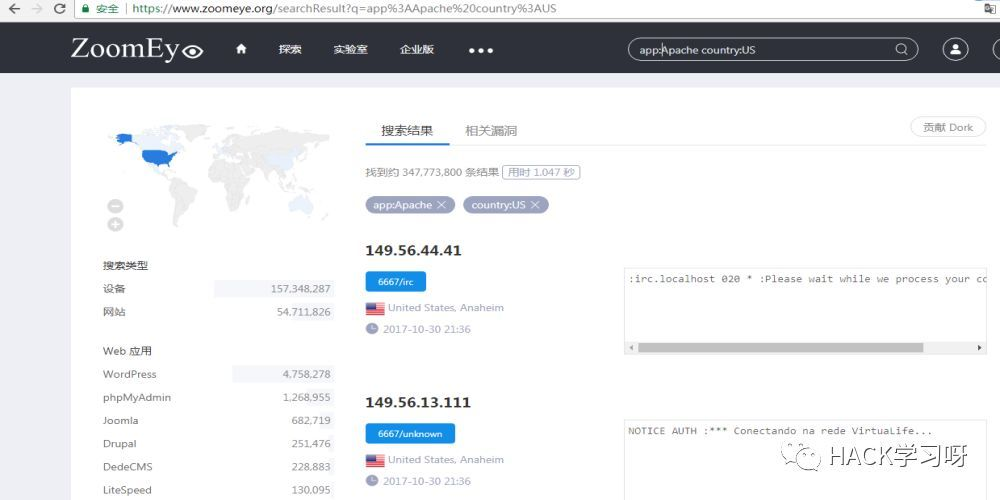 安全 | https://www.zoomeye.org/searchResult?q=app%3AApache%20country%3AUS
ZoomEye 探索 实验室 企业版 ••• app:Apache country:US
搜索结果 相关漏洞 贡献 Dork
找到约 347,773,800 条结果 用时 1.047 秒
app:Apache country:US
149.56.44.41
6667/irc
United States, Anaheim
2017-10-30 21:36
:irc.localhost 020 * :Please wait while we process your co
149.56.13.111
6667/unknown
United States, Anaheim
2017-10-30 21:36
NOTICE AUTH :*** Conectando na rede VirtuaLife...
搜索类型
设备 157,348,287
网站 54,711,826
Web 应用
WordPress 4,758,278
phpMyAdmin 1,268,955
Joomla 682,719
Drupal 251,476
DedeCMS 228,883
LiteSpeed 130,095
HACK学习呀